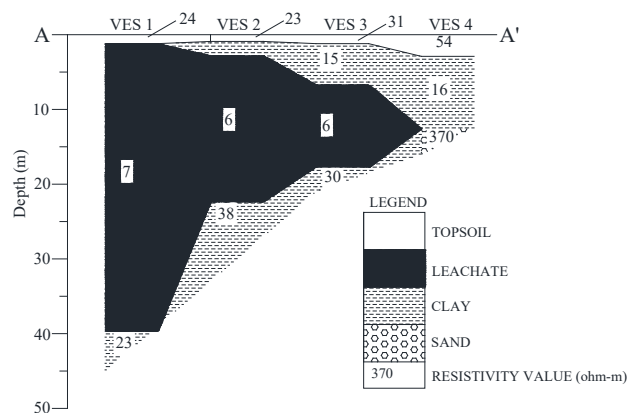 VES 1 24 VES 2 23 VES 3 31 VES 4
A A'
54
15
16
10
6 6
370
7
20
30
38
Depth (m)
LEGEND
TOPSOIL
30
LEACHATE
CLAY
40
23
SAND
370 RESISTIVITY VALUE (ohm-m)
50